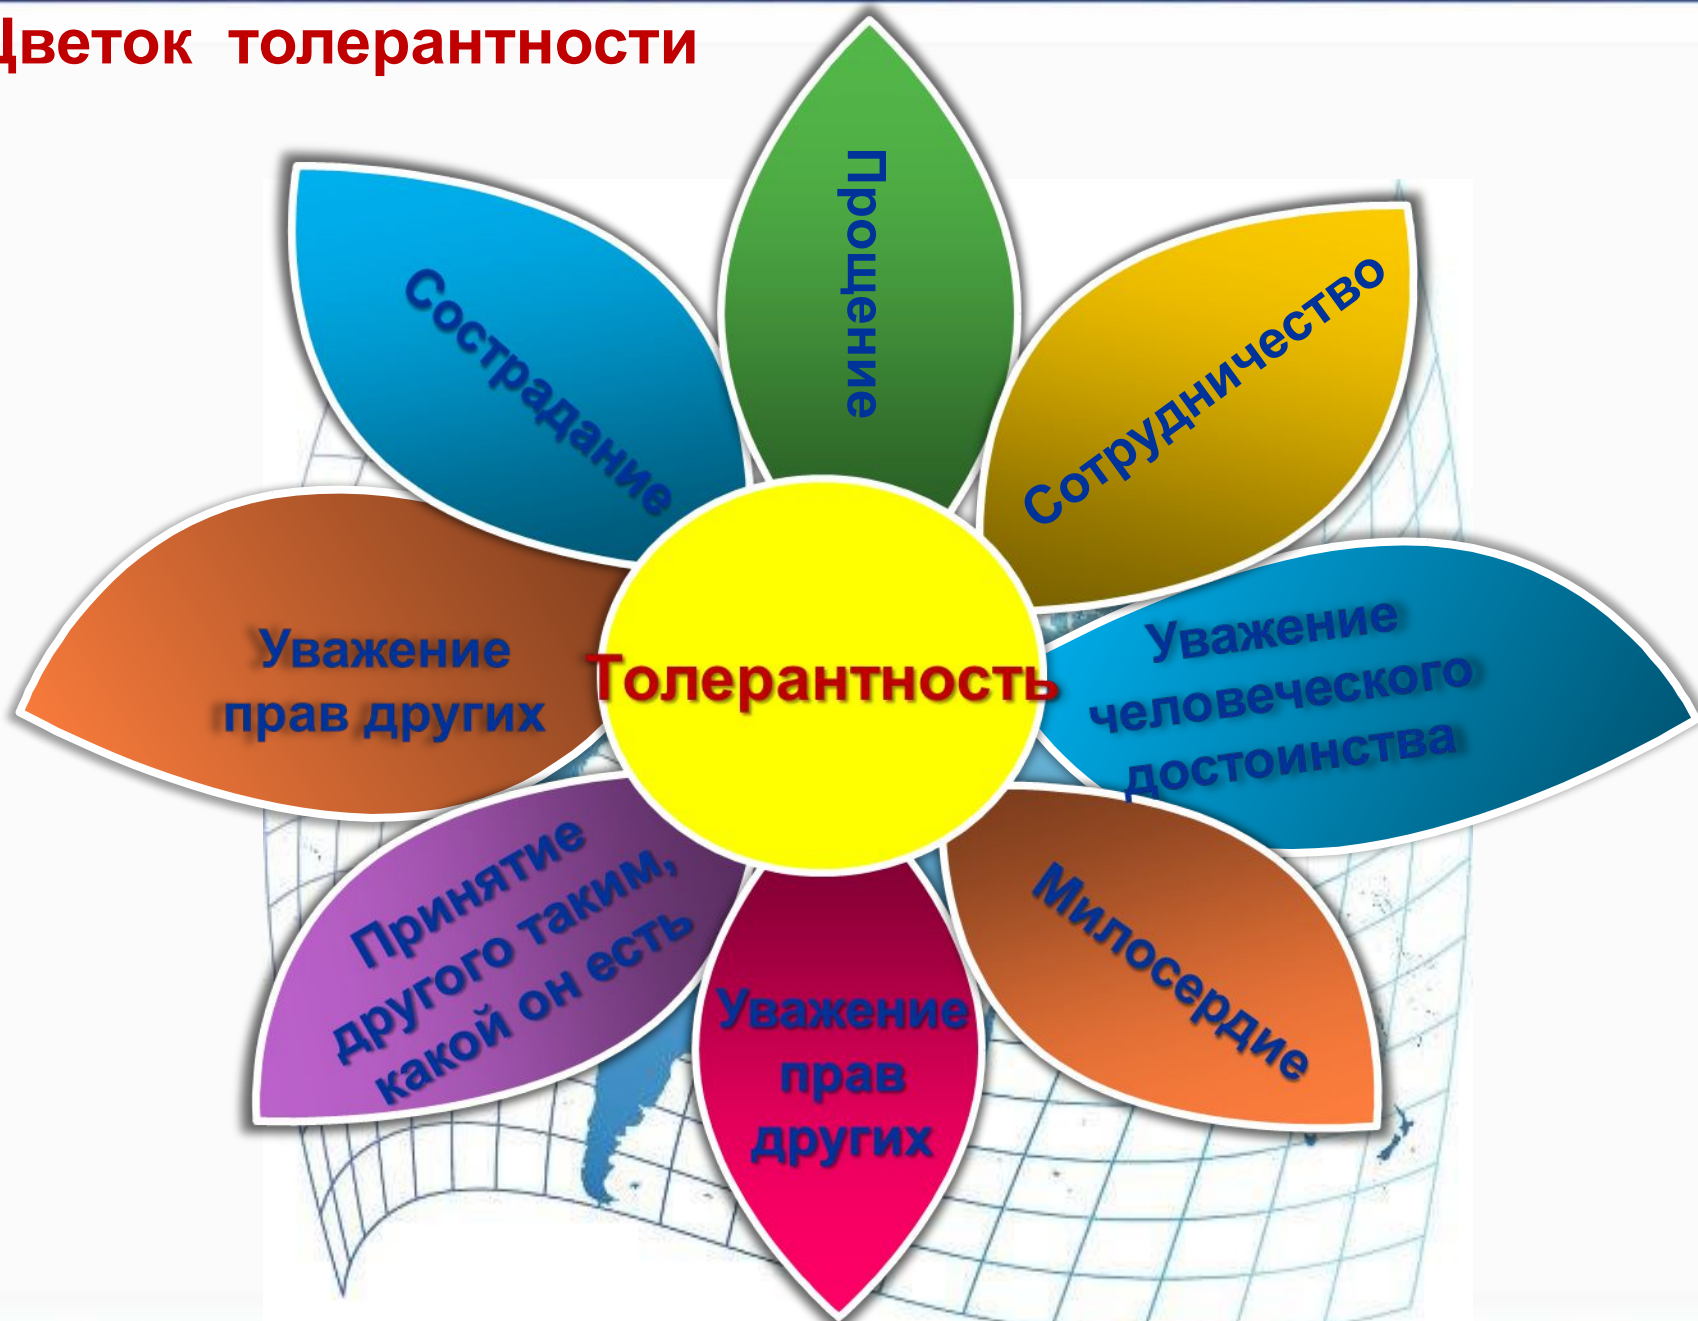 Цветок толерантности
Прощение
Сострадание
Сотрудничество
Уважение
прав других
Толерантность
Уважение
человеческого
достоинства
Принятие
другого таким,
какой он есть
Милосердие
Уважение
прав
других